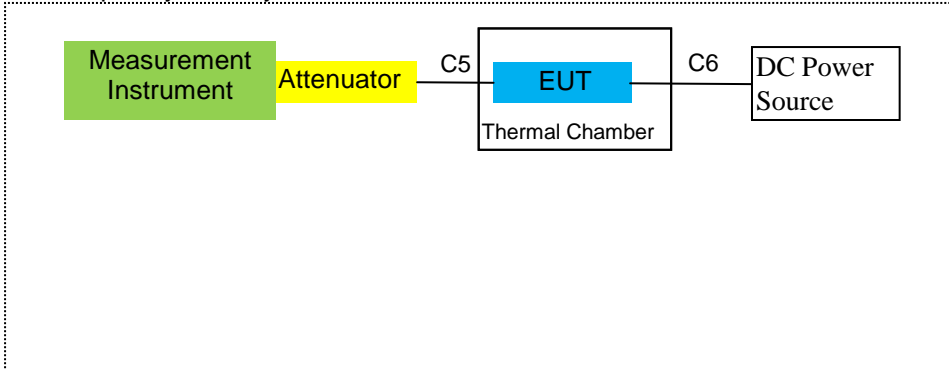 Measurement
Instrument
Attenuator
C5
EUT
Thermal Chamber
C6
DC Power
Source